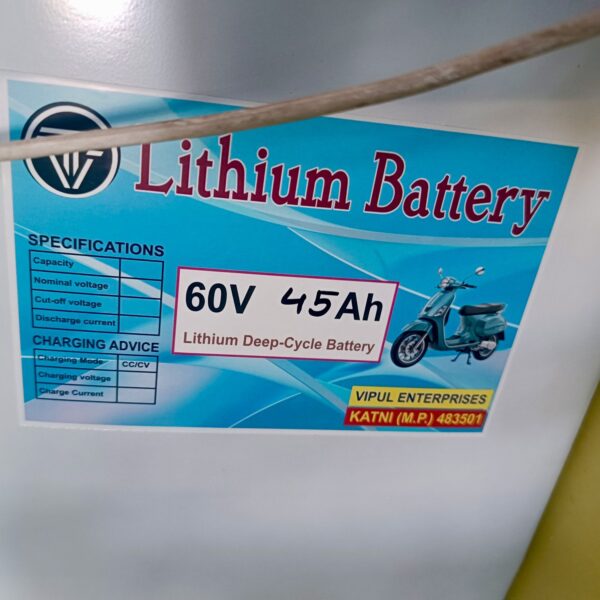 Lithium Battery
SPECIFICATIONS
Capacity
Nominal voltage
Cut-off voltage
Discharge current
CHARGING ADVICE
Charging Mode CC/CV
Charging voltage
Charge Current
60V 45Ah
Lithium Deep-Cycle Battery
VIPUL ENTERPRISES
KATNI (M.P.) 483501